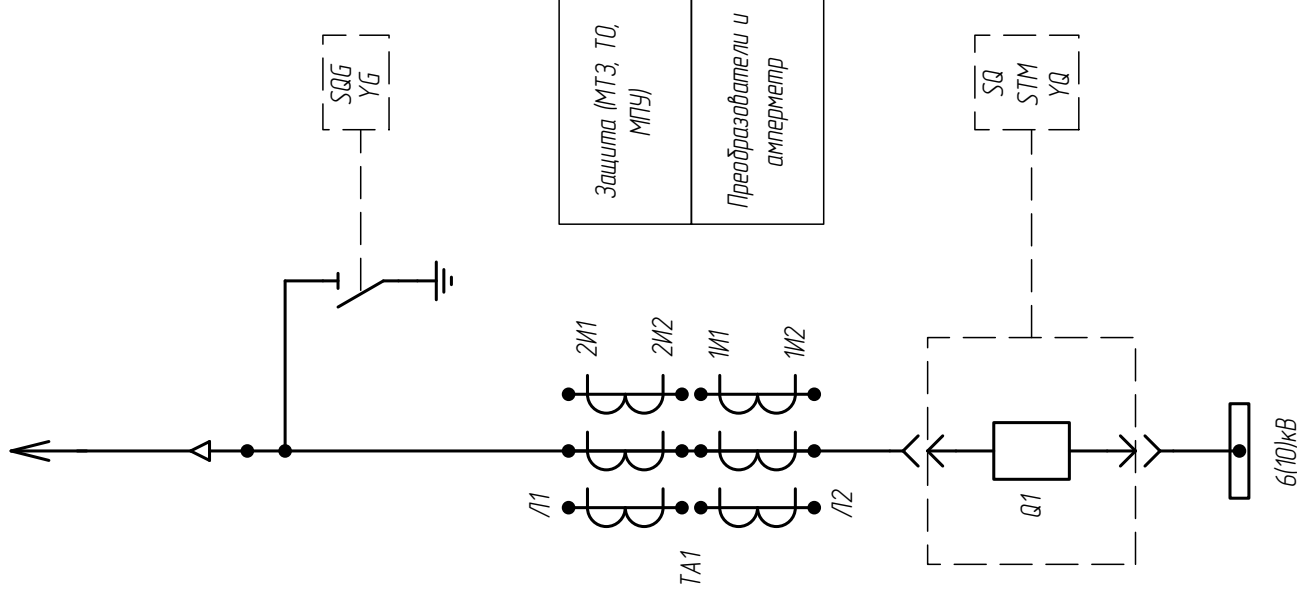 SQG
YG
Защита (МТЗ, ТО,
МПУ)
Преобразователи и
амперметр
SQ
STM
YQ
2И1
2И2
1И1
1И2
Л1
Л2
ТА1
Q1
6(10)кВ